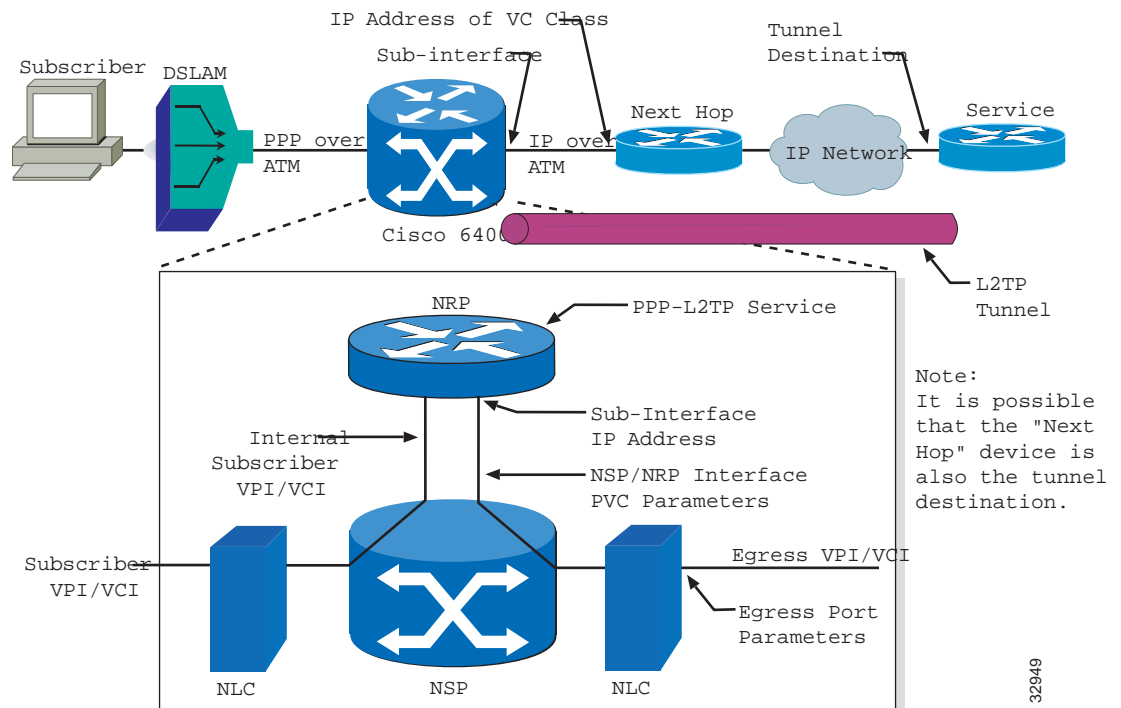 IP Address of VC Class
Sub-interface
Tunnel
Destination
Subscriber
DSLAM
Next Hop
Service
PPP over
ATM
IP over
ATM
IP Network
Cisco 6400
L2TP
Tunnel
NRP
PPP-L2TP Service
Note:
It is possible
that the "Next
Hop" device is
also the tunnel
destination.
Sub-Interface
IP Address
Internal
Subscriber
VPI/VCI
NSP/NRP Interface
PVC Parameters
Subscriber
VPI/VCI
Egress VPI/VCI
Egress Port
Parameters
NLC
NSP
NLC
32949